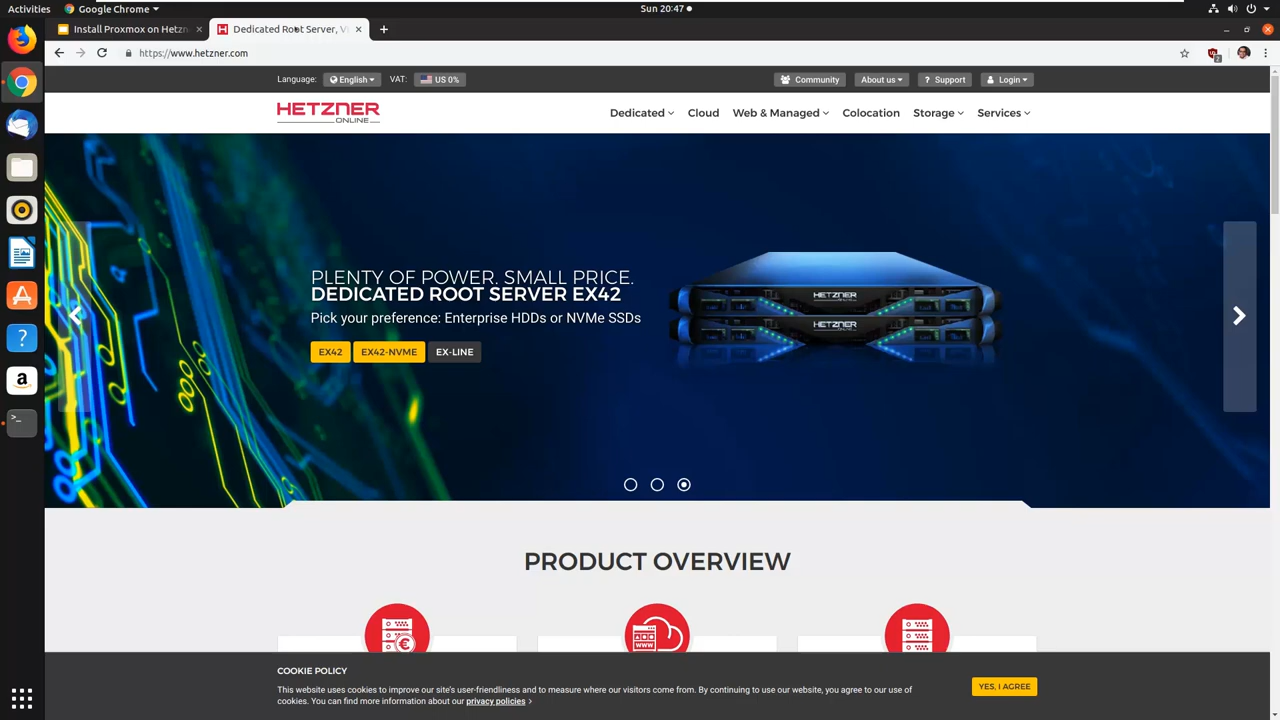 Activities
Google Chrome
Sun 20:47
Install Proxmox on Hetzn
Dedicated Root Server, V
https://www.hetzner.com
2
Language: English VAT: US 0%
Community About us ? Support Login
HETZNER
ONLINE
Dedicated Cloud Web & Managed Colocation Storage Services
PLENTY OF POWER. SMALL PRICE.
DEDICATED ROOT SERVER EX42
Pick your preference: Enterprise HDDs or NVMe SSDs
EX42 EX42-NVME EX-LINE
HETZNER
HETZNER
PRODUCT OVERVIEW
WWW
COOKIE POLICY
This website uses cookies to improve our site's user-friendliness and to measure where our visitors come from. By continuing to use our website, you agree to our use of
cookies. You can find more information about our privacy policies
YES, I AGREE